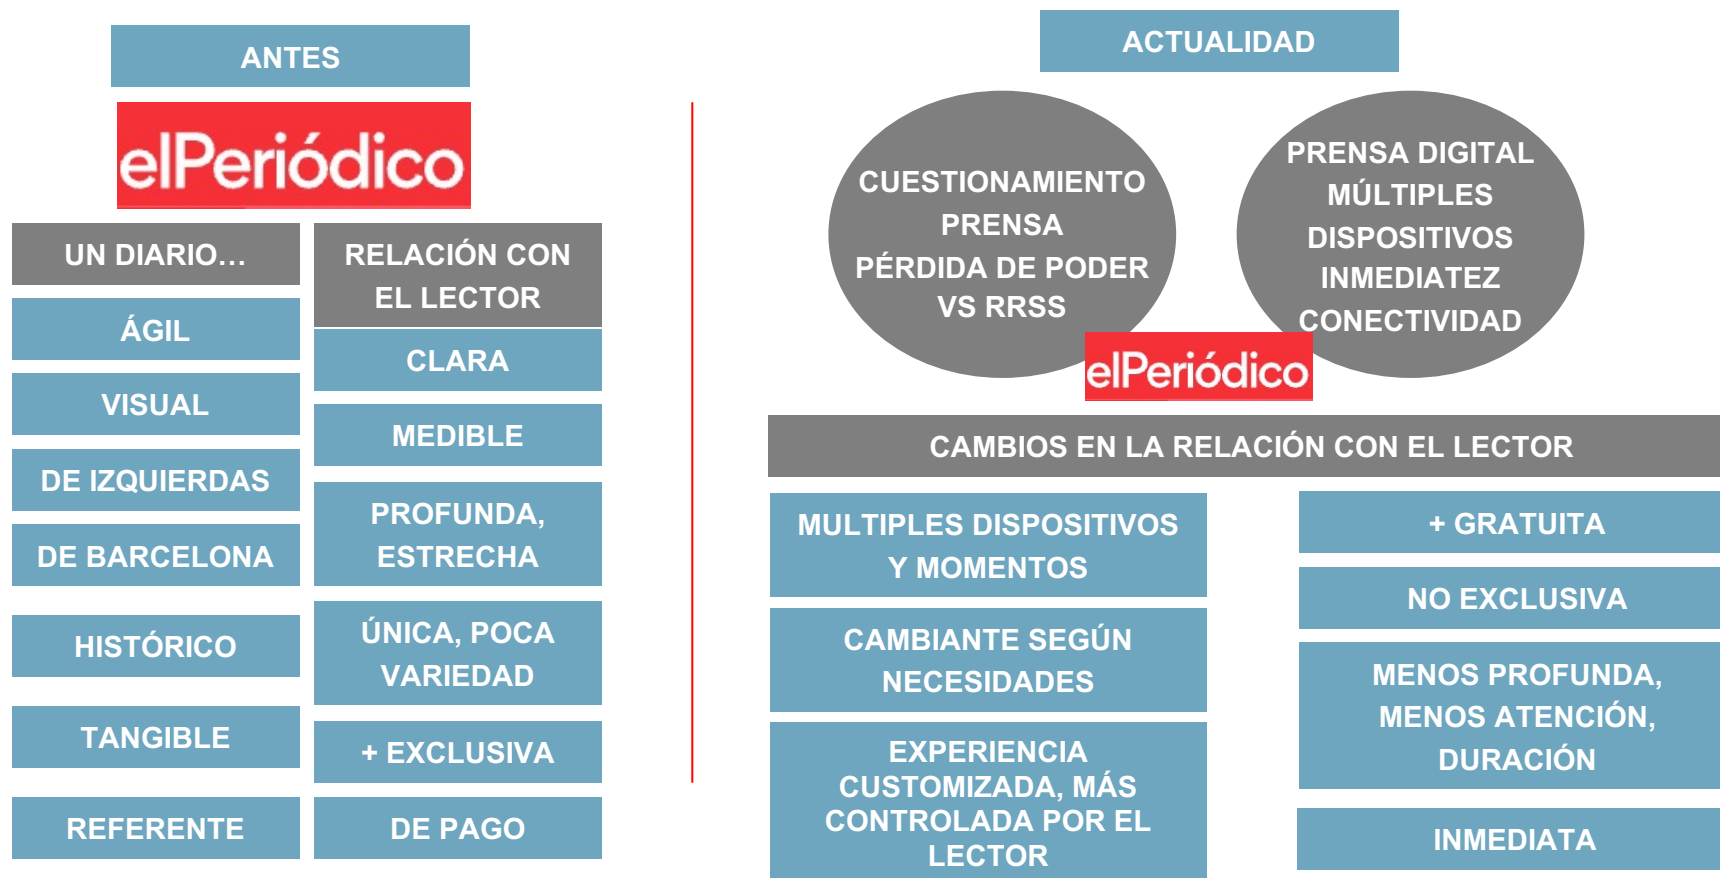 ANTES
elPeriódico
UN DIARIO...
ÁGIL
VISUAL
DE IZQUIERDAS
DE BARCELONA
HISTÓRICO
TANGIBLE
REFERENTE
RELACIÓN CON
EL LECTOR
CLARA
MEDIBLE
PROFUNDA,
ESTRECHA
ÚNICA, POCA
VARIEDAD
+ EXCLUSIVA
DE PAGO
ACTUALIDAD
CUESTIONAMIENTO
PRENSA
PÉRDIDA DE PODER
VS RRSS
PRENSA DIGITAL
MÚLTIPLES
DISPOSITIVOS
INMEDIATEZ
CONECTIVIDAD
elPeriódico
CAMBIOS EN LA RELACIÓN CON EL LECTOR
MULTIPLES DISPOSITIVOS
Y MOMENTOS
CAMBIANTE SEGÚN
NECESIDADES
EXPERIENCIA
CUSTOMIZADA, MÁS
CONTROLADA POR EL
LECTOR
+ GRATUITA
NO EXCLUSIVA
MENOS PROFUNDA,
MENOS ATENCIÓN,
DURACIÓN
INMEDIATA